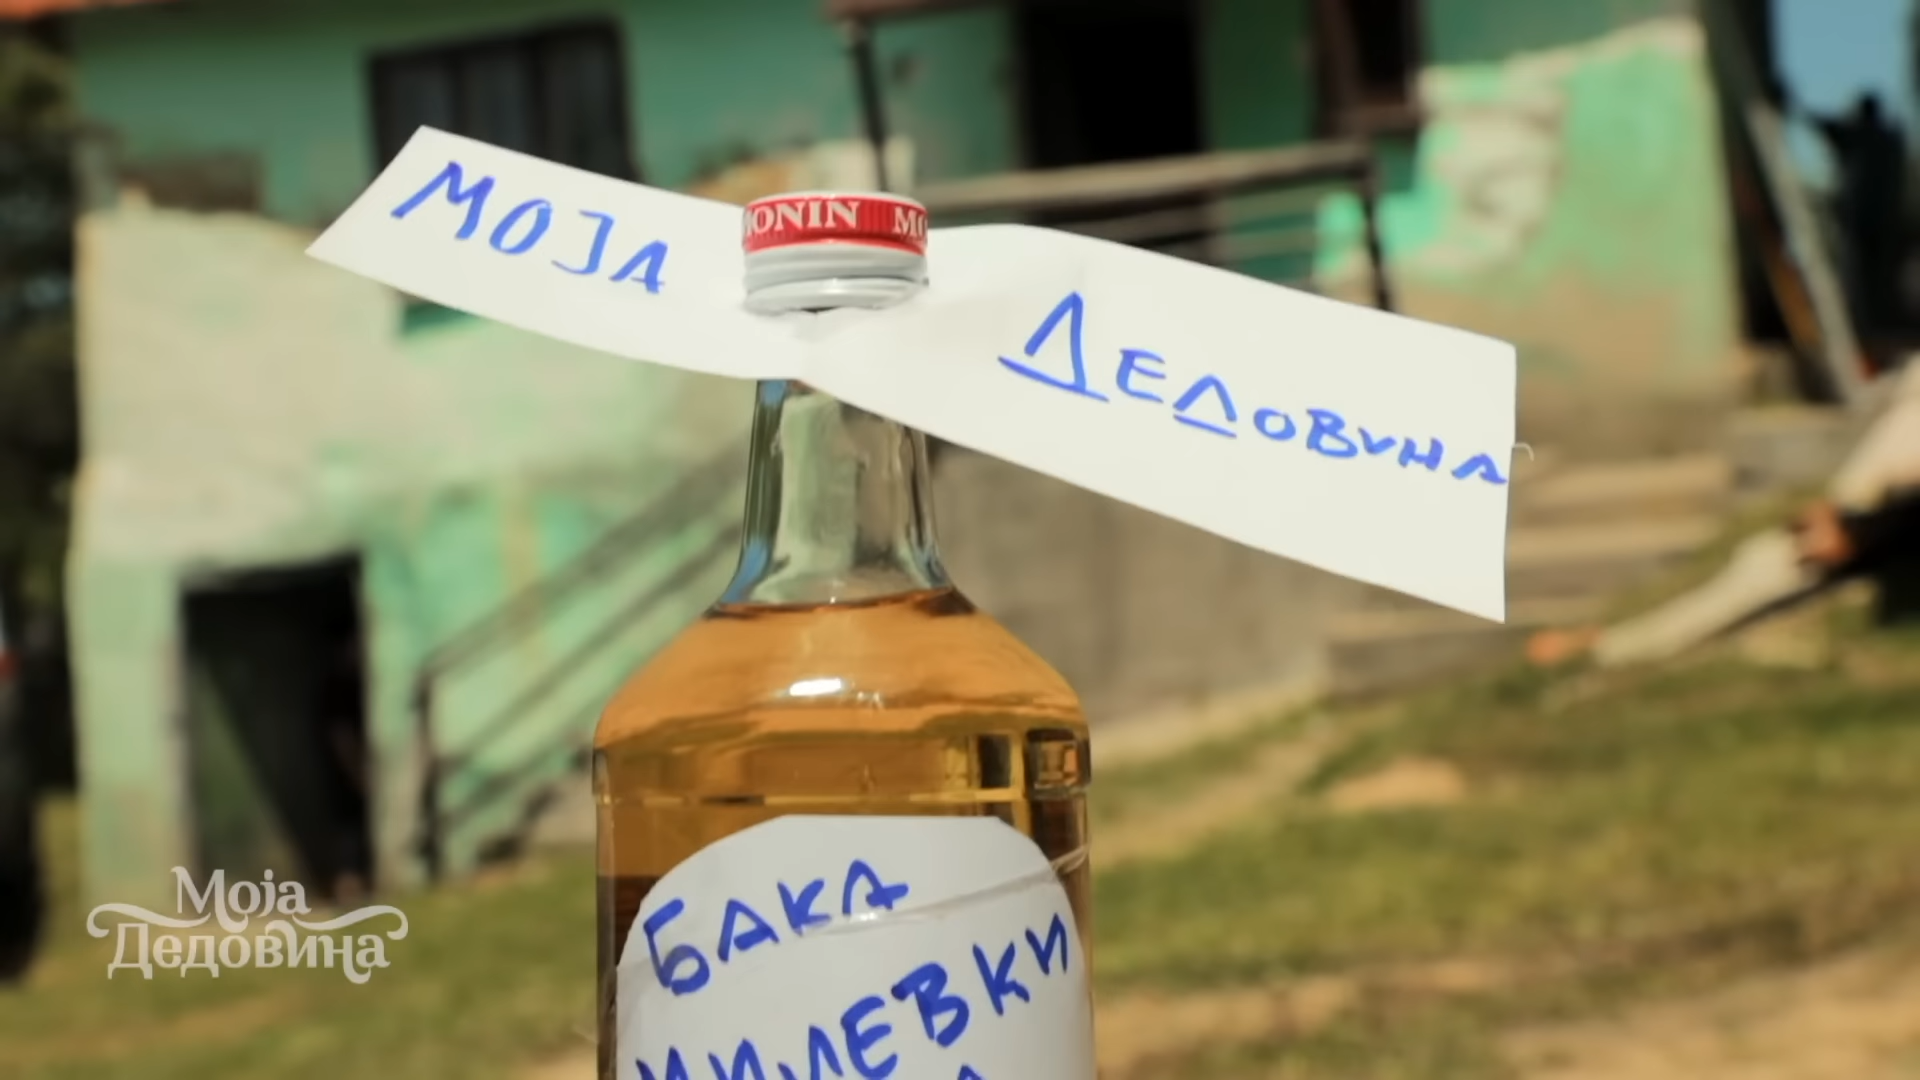 Моја Дедовина
MONIN
Бака
Милевки
Моја
Дедовина